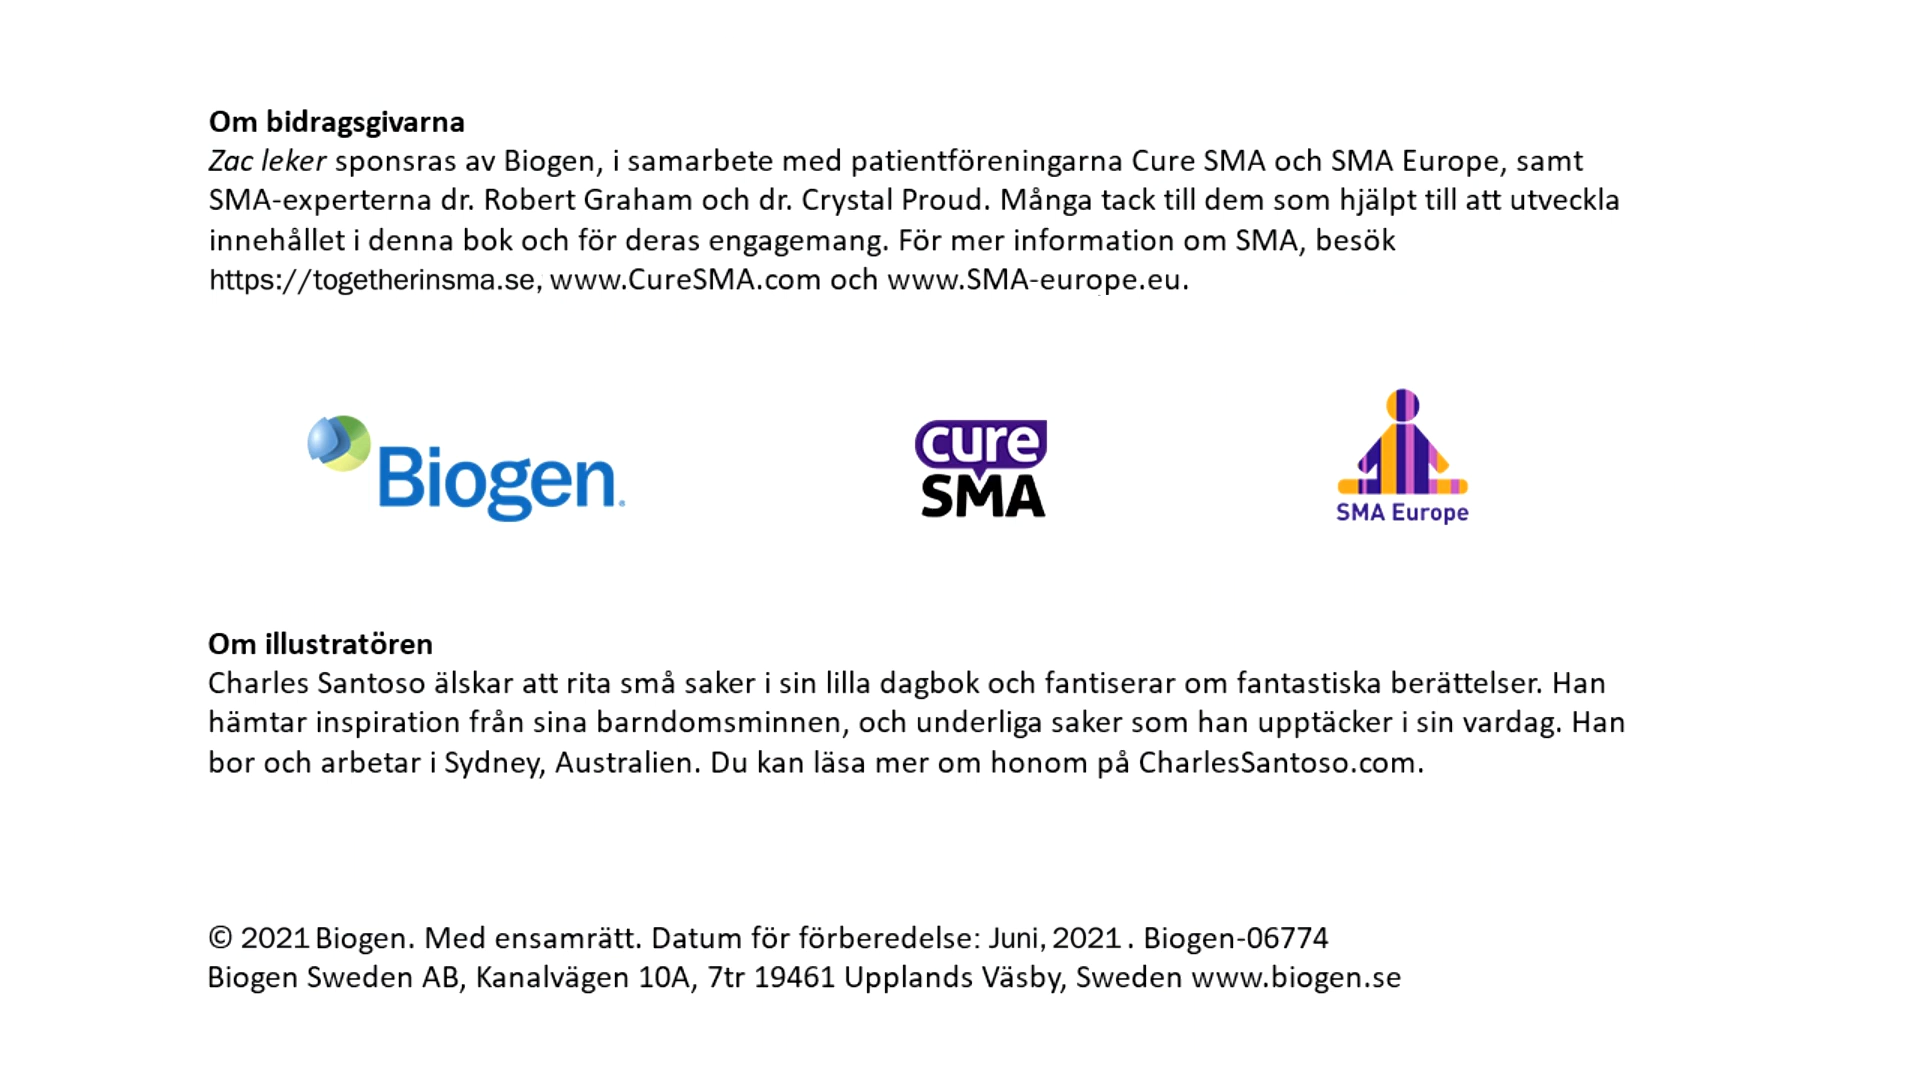 Om bidragsgivarna
Zac leker sponsras av Biogen, i samarbete med patientföreningarna Cure SMA och SMA Europe, samt
SMA-experterna dr. Robert Graham och dr. Crystal Proud. Många tack till dem som hjälpt till att utveckla
innehållet i denna bok och för deras engagemang. För mer information om SMA, besök
https://togetherinsma.se, www.CureSMA.com och www.SMA-europe.eu.
Biogen.
cure
SMA
SMA Europe
Om illustratören
Charles Santoso älskar att rita små saker i sin lilla dagbok och fantiserar om fantastiska berättelser. Han
hämtar inspiration från sina barndomsminnen, och underliga saker som han upptäcker i sin vardag. Han
bor och arbetar i Sydney, Australien. Du kan läsa mer om honom på CharlesSantoso.com.
© 2021 Biogen. Med ensamrätt. Datum för förberedelse: Juni, 2021 . Biogen-06774
Biogen Sweden AB, Kanalvägen 10A, 7tr 19461 Upplands Väsby, Sweden www.biogen.se